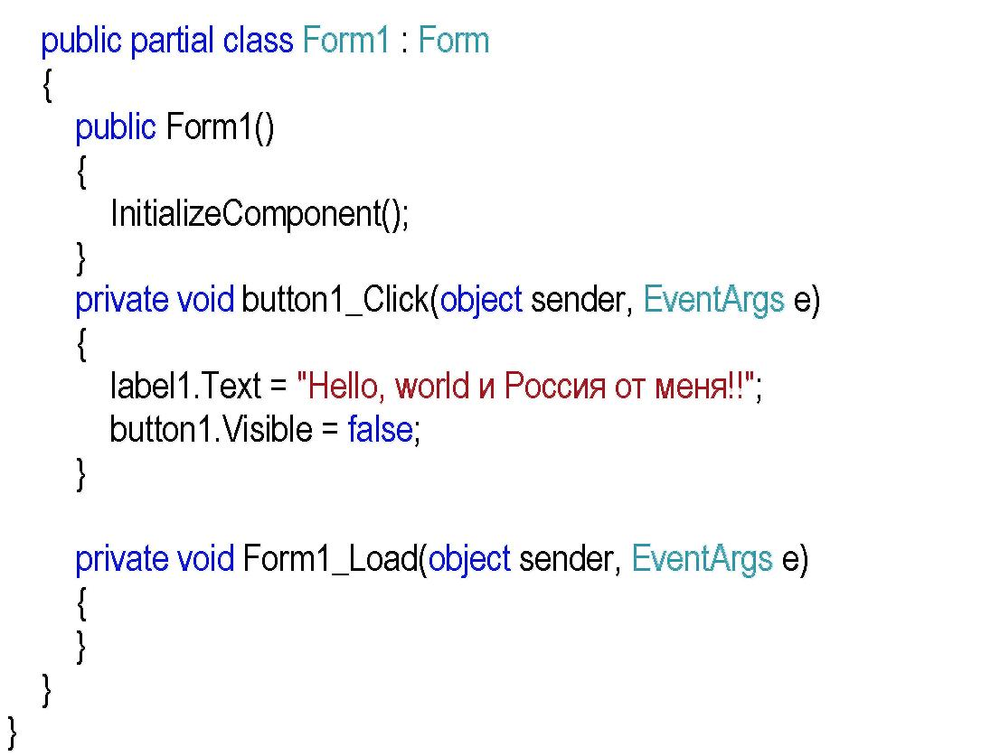 public partial class Form1 : Form
{
public Form1()
{
InitializeComponent();
}
private void button1_Click(object sender, EventArgs e)
{
label1.Text = "Hello, world и Россия от меня!!";
button1.Visible = false;
}
private void Form1_Load(object sender, EventArgs e)
{
}
}
}